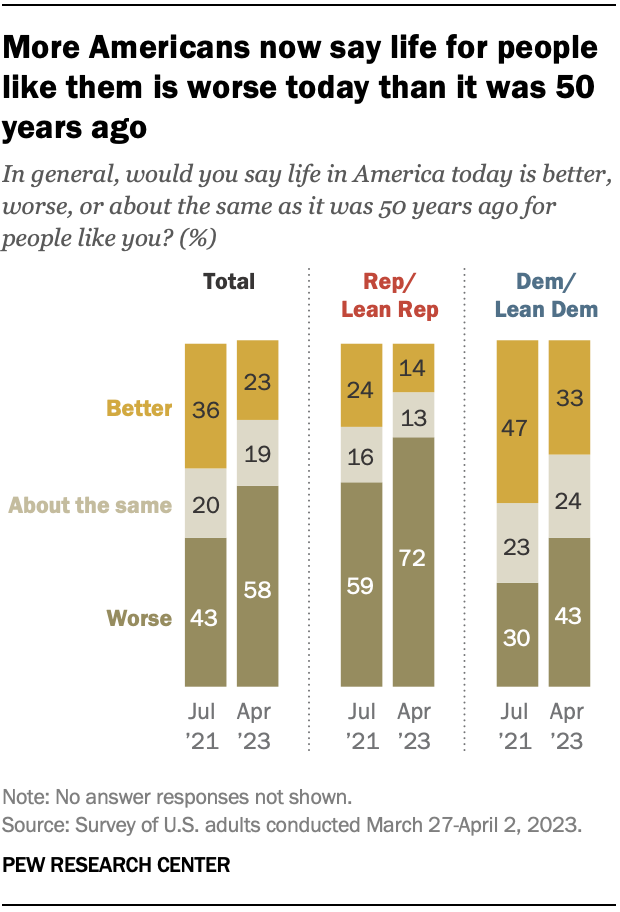 More Americans now say life for people
like them is worse today than it was 50
years ago
In general, would you say life in America today is better,
worse, or about the same as it was 50 years ago for
people like you? (%)
Total
Rep/
Lean Rep
Dem/
Lean Dem
Better
36
23
24
14
47
33
About the same
20
19
16
13
23
24
Worse
43
58
59
72
30
43
Jul
’21
Apr
’23
Jul
’21
Apr
’23
Jul
’21
Apr
’23
Note: No answer responses not shown.
Source: Survey of U.S. adults conducted March 27-April 2, 2023.
PEW RESEARCH CENTER